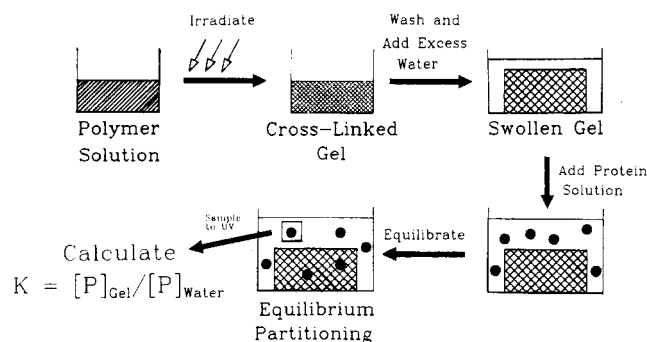 Irradiate
Wash and
Add Excess
Water
Polymer
Solution
Cross-Linked
Gel
Swollen Gel
Add Protein
Solution
Equilibrate
Sample
to UV
Calculate
K = [P]Gel/[P]Water
Equilibrium
Partitioning